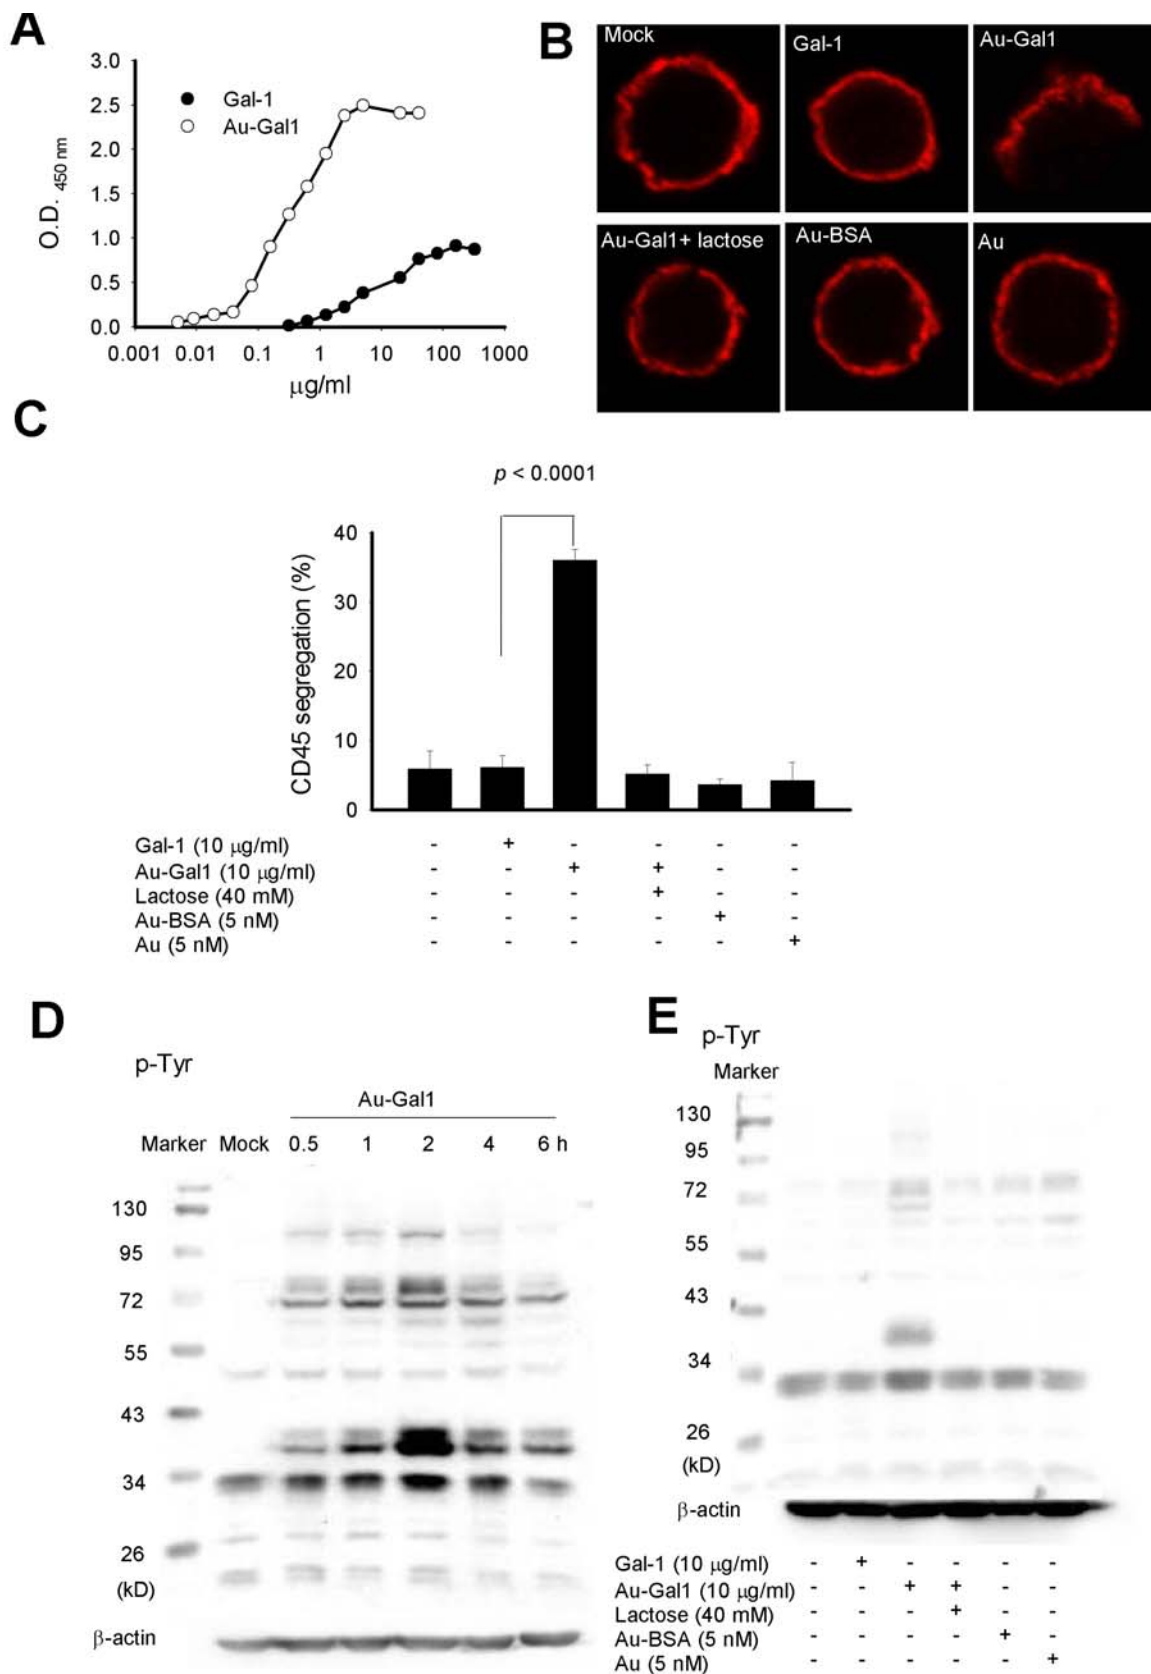 A
3.0
2.5
2.0
1.5
1.0
0.5
0.0
O.D. 450 nm
Gal-1
Au-Gal1
0.001 0.01 0.1 1 10 100 1000
μg/ml
B
Mock
Gal-1
Au-Gal1
Au-Gal1+ lactose
Au-BSA
Au
C
p < 0.0001
40
30
20
10
0
CD45 segregation (%)
Gal-1 (10 μg/ml) - + - - - -
Au-Gal1 (10 μg/ml) - - + + - -
Lactose (40 mM) - - - + - -
Au-BSA (5 nM) - - - - + -
Au (5 nM) - - - - - +
D
p-Tyr
Au-Gal1
Marker Mock 0.5 1 2 4 6 h
130
95
72
55
43
34
26
(kD)
β-actin
E
p-Tyr
Marker
130
95
72
55
43
34
26
(kD)
β-actin
Gal-1 (10 μg/ml) - + - - - -
Au-Gal1 (10 μg/ml) - - + + - -
Lactose (40 mM) - - - + - -
Au-BSA (5 nM) - - - - + -
Au (5 nM) - - - - - +